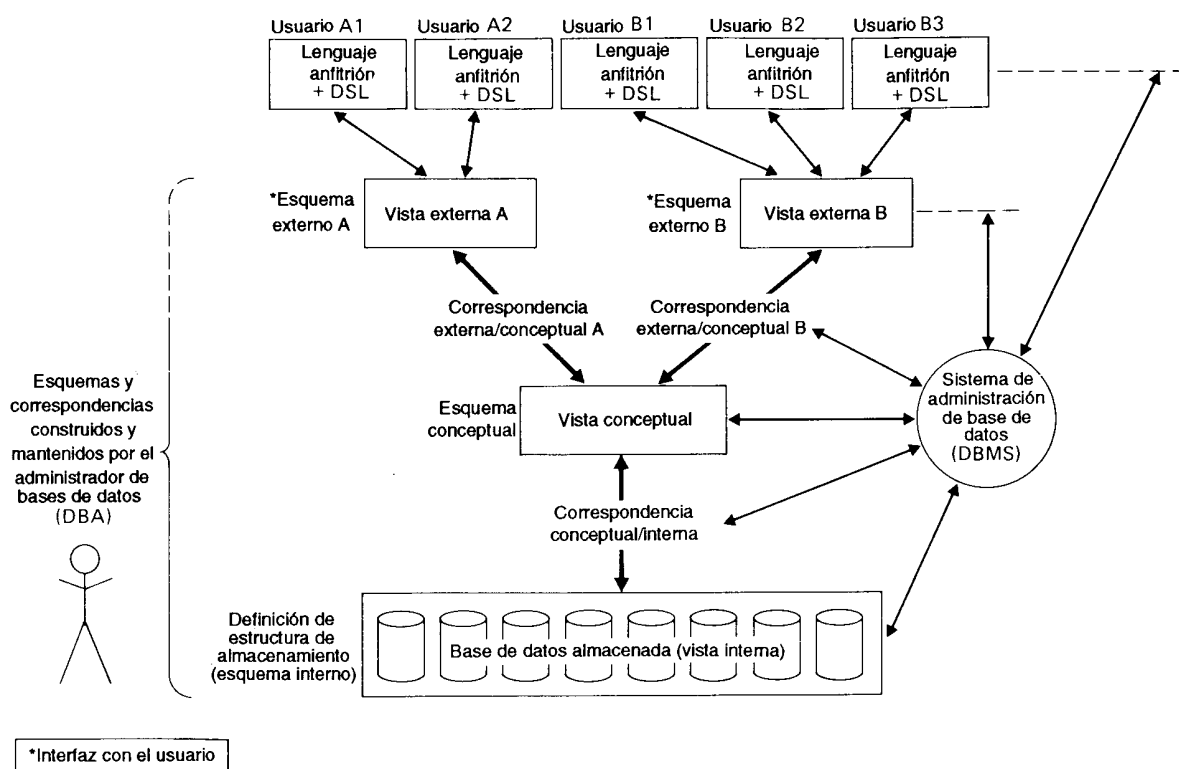 Usuario A1
Usuario A2
Usuario B1
Usuario B2
Usuario B3
Lenguaje
anfitrión
+ DSL
Lenguaje
anfitrión
+ DSL
Lenguaje
anfitrión
+ DSL
Lenguaje
anfitrión
+ DSL
Lenguaje
anfitrión
+ DSL
*Esquema
externo A
Vista externa A
*Esquema
externo B
Vista externa B
Correspondencia
externa/conceptual A
Correspondencia
externa/conceptual B
Esquemas y
correspondencias
construidos y
mantenidos por el
administrador de
bases de datos
(DBA)
Esquema
conceptual
Vista conceptual
Sistema de
administración
de base de
datos
(DBMS)
Correspondencia
conceptual/interna
Definición de
estructura de
almacenamiento
(esquema interno)
Base de datos almacenada (vista interna)
*Interfaz con el usuario